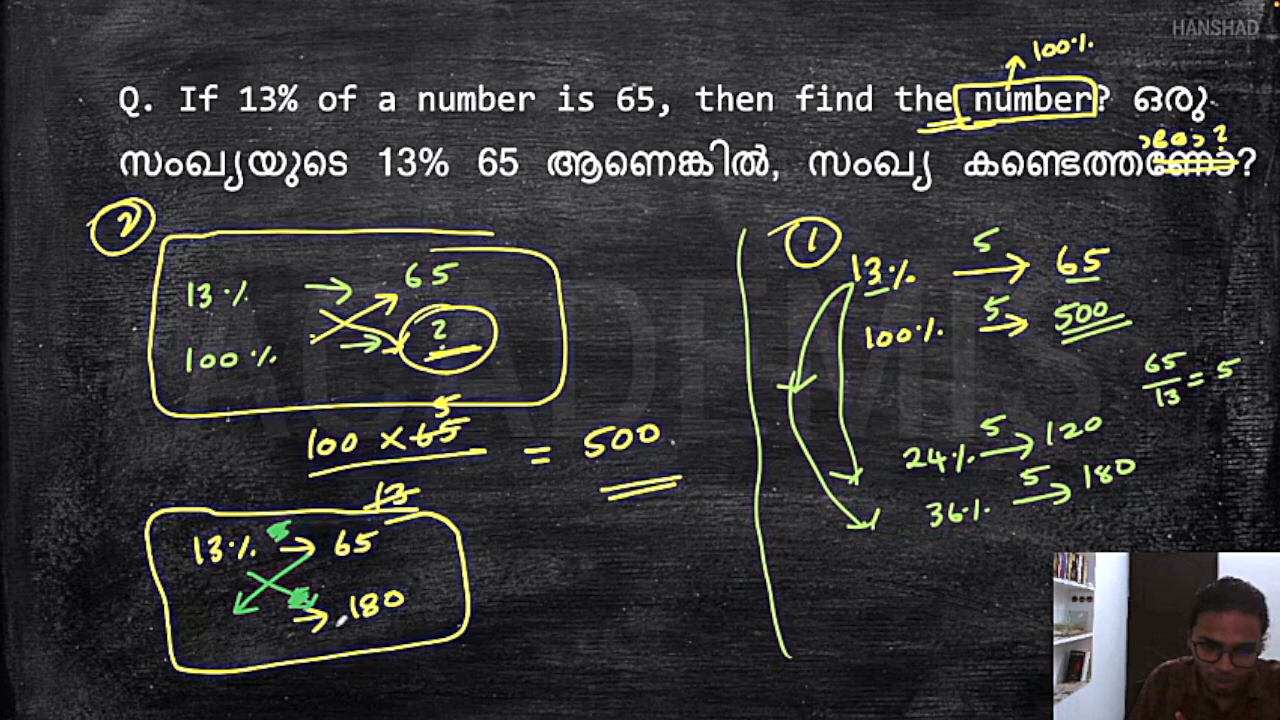 HANSHAD
100%
Q. If 13% of a number is 65, then find the number? ഒരു
സംഖ്യയുടെ 13% 65 ആണെങ്കിൽ, സംഖ്യ കണ്ടെത്തണോ?
2
13% → 65
100% → ?
100 × 65 5
13
= 500
13% → 65
→ 180
1
13% 5 → 65
100% 5 → 500
65
13
= 5
24% 5 → 120
36% 5 → 180
ACADEMIKS